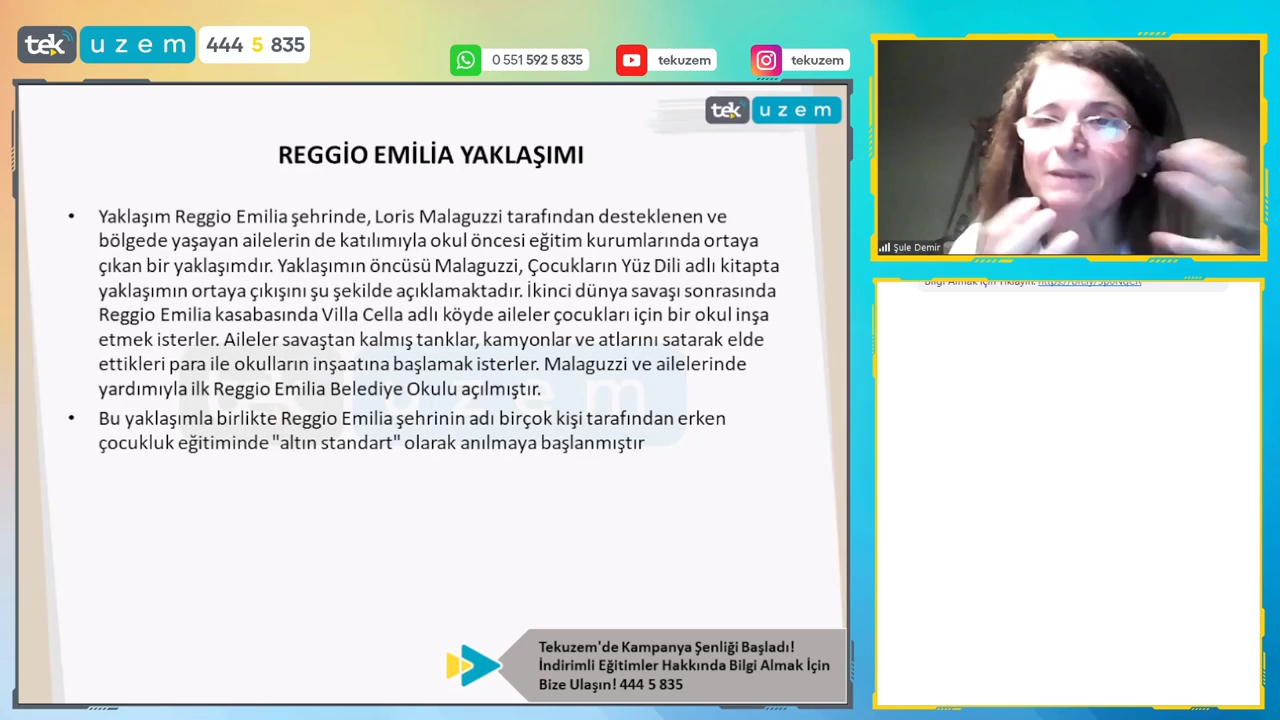 tek uzem 444 5 835
0 551 592 5 835
tekuzem
tekuzem
tek uzem
REGGİO EMİLİA YAKLAŞIMI
• Yaklaşım Reggio Emilia şehrinde, Loris Malaguzzi tarafından desteklenen ve
bölgede yaşayan ailelerin de katılımıyla okul öncesi eğitim kurumlarında ortaya
çıkan bir yaklaşımdır. Yaklaşımın öncüsü Malaguzzi, Çocukların Yüz Dili adlı kitapta
yaklaşımın ortaya çıkışını şu şekilde açıklamaktadır. İkinci dünya savaşı sonrasında
Reggio Emilia kasabasında Villa Cella adlı köyde aileler çocukları için bir okul inşa
etmek isterler. Aileler savaştan kalmış tanklar, kamyonlar ve atlarını satarak elde
ettikleri para ile okulların inşaatına başlamak isterler. Malaguzzi ve ailelerinde
yardımıyla ilk Reggio Emilia Belediye Okulu açılmıştır.
• Bu yaklaşımla birlikte Reggio Emilia şehrinin adı birçok kişi tarafından erken
çocukluk eğitiminde "altın standart" olarak anılmaya başlanmıştır
Tekuzem'de Kampanya Şenliği Başladı!
İndirimli Eğitimler Hakkında Bilgi Almak İçin
Bize Ulaşın! 444 5 835
Şule Demir
Bilgi Almak İçin Tıklayın: